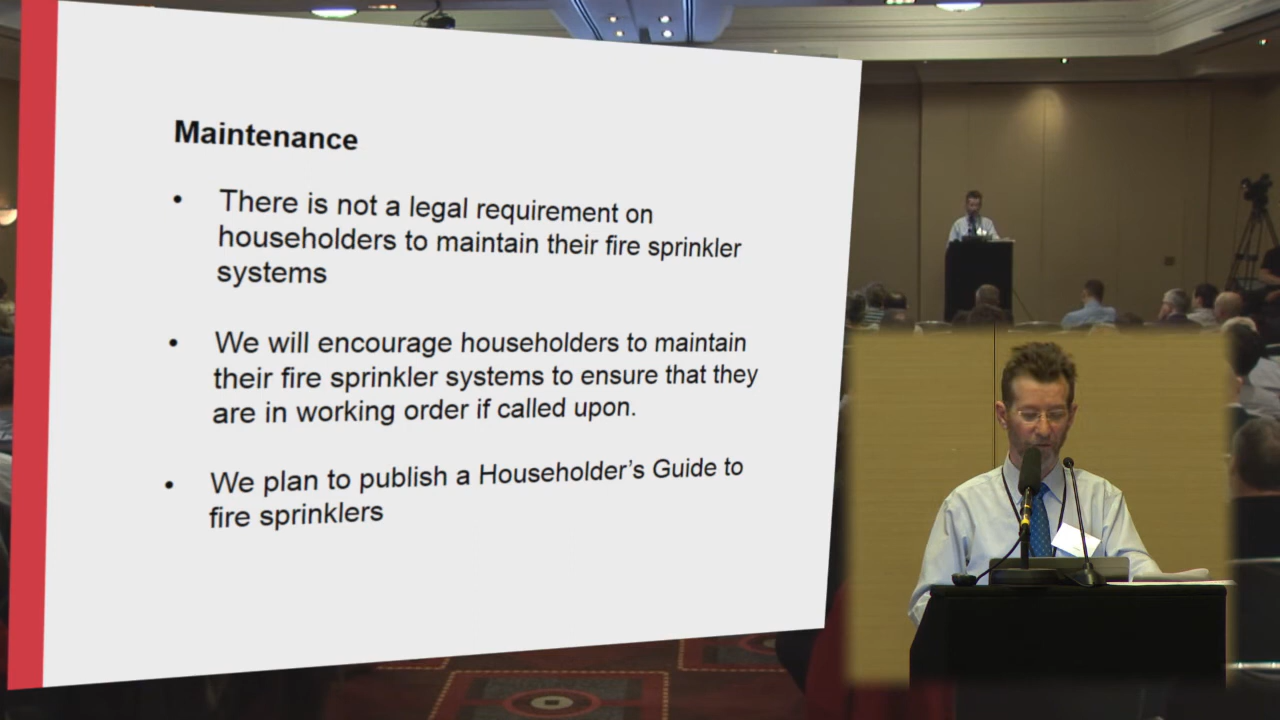 Maintenance
• There is not a legal requirement on
householders to maintain their fire sprinkler
systems
• We will encourage householders to maintain
their fire sprinkler systems to ensure that they
are in working order if called upon.
• We plan to publish a Householder's Guide to
fire sprinklers